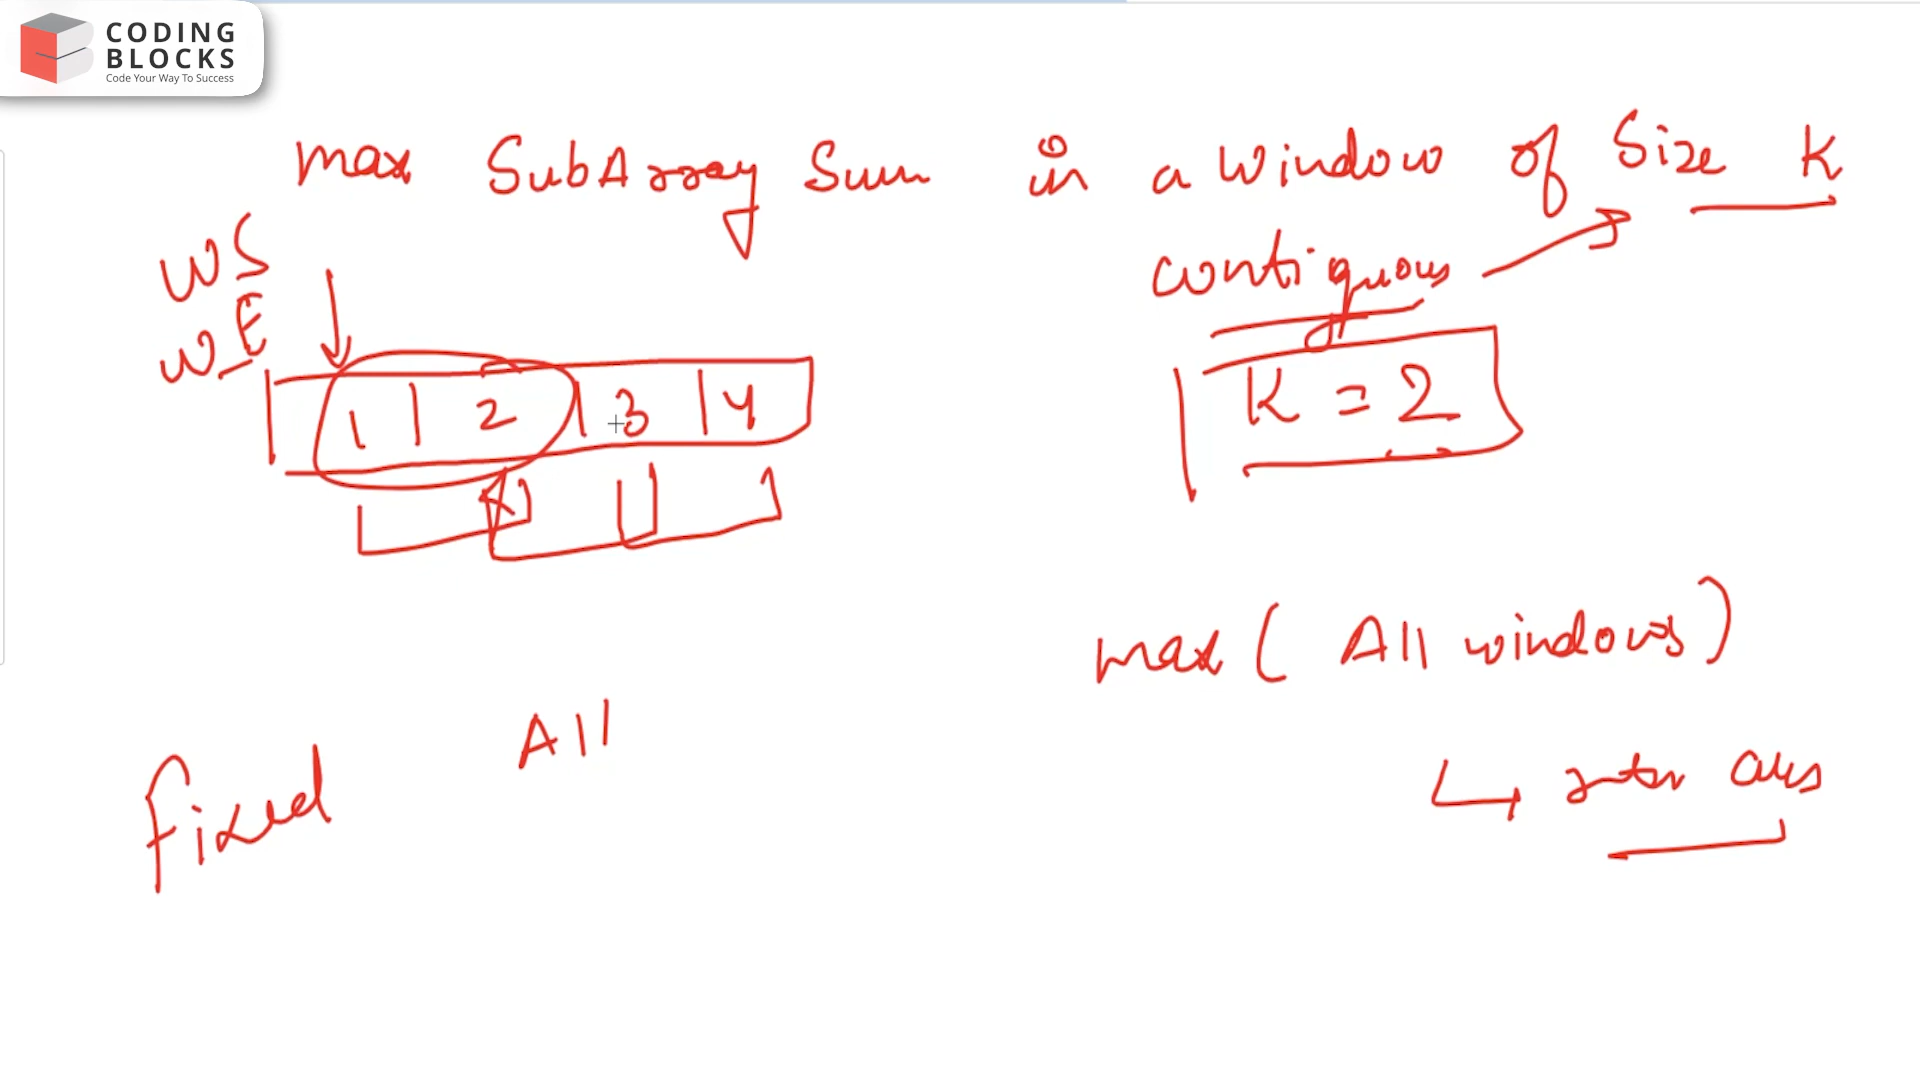 CODING
BLOCKS
Code Your Way To Success
max SubArray Sum in a window of Size K
contiguous
WS
WE
1 2 3 4
K = 2
max ( All windows )
All
fixed
ans